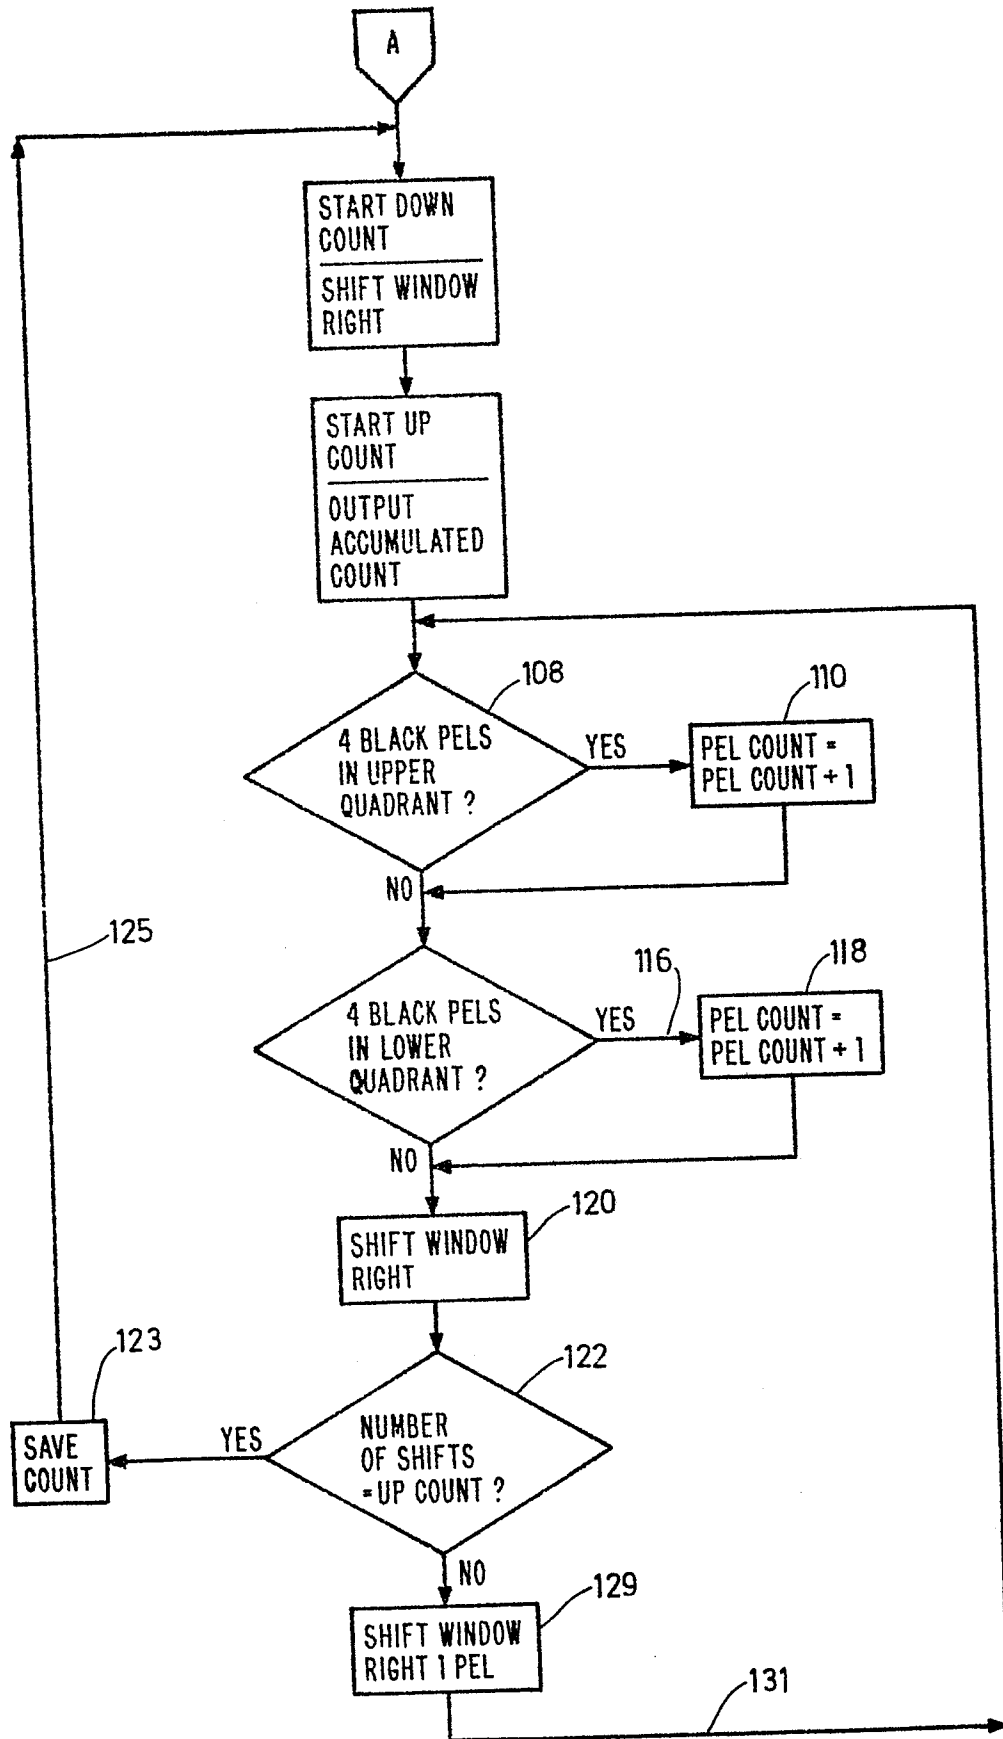 A
START DOWN
COUNT
SHIFT WINDOW
RIGHT
START UP
COUNT
OUTPUT
ACCUMULATED
COUNT
108
4 BLACK PELS
IN UPPER
QUADRANT ?
YES
110
PEL COUNT =
PEL COUNT + 1
NO
125
4 BLACK PELS
IN LOWER
QUADRANT ?
YES
116
118
PEL COUNT =
PEL COUNT + 1
NO
120
SHIFT WINDOW
RIGHT
123
SAVE
COUNT
YES
122
NUMBER
OF SHIFTS
= UP COUNT ?
NO
129
SHIFT WINDOW
RIGHT 1 PEL
131